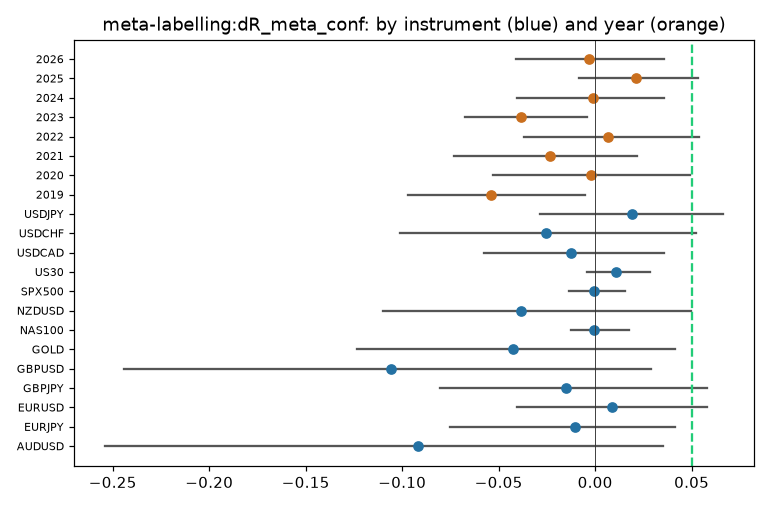 meta-labelling:dR_meta_conf: by instrument (blue) and year (orange)
2026
2025
2024
2023
2022
2021
2020
2019
USDJPY
USDCHF
USDCAD
US30
SPX500
NZDUSD
NAS100
GOLD
GBPUSD
GBPJPY
EURUSD
EURJPY
AUDUSD
−0.25 −0.20 −0.15 −0.10 −0.05 0.00 0.05